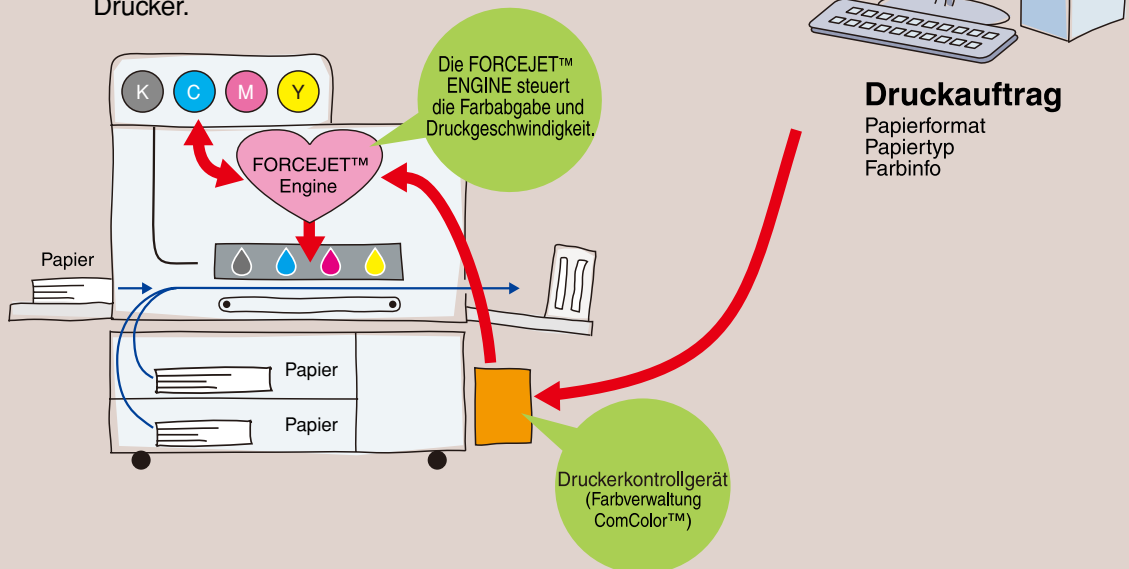 Drucker.
K C M Y
Die FORCEJET™
ENGINE steuert
die Farbabgabe und
Druckgeschwindigkeit.
FORCEJET™
Engine
Druckauftrag
Papierformat
Papiertyp
Farbinfo
Papier
Papier
Papier
Druckerkontrollgerät
(Farbverwaltung
ComColor™)